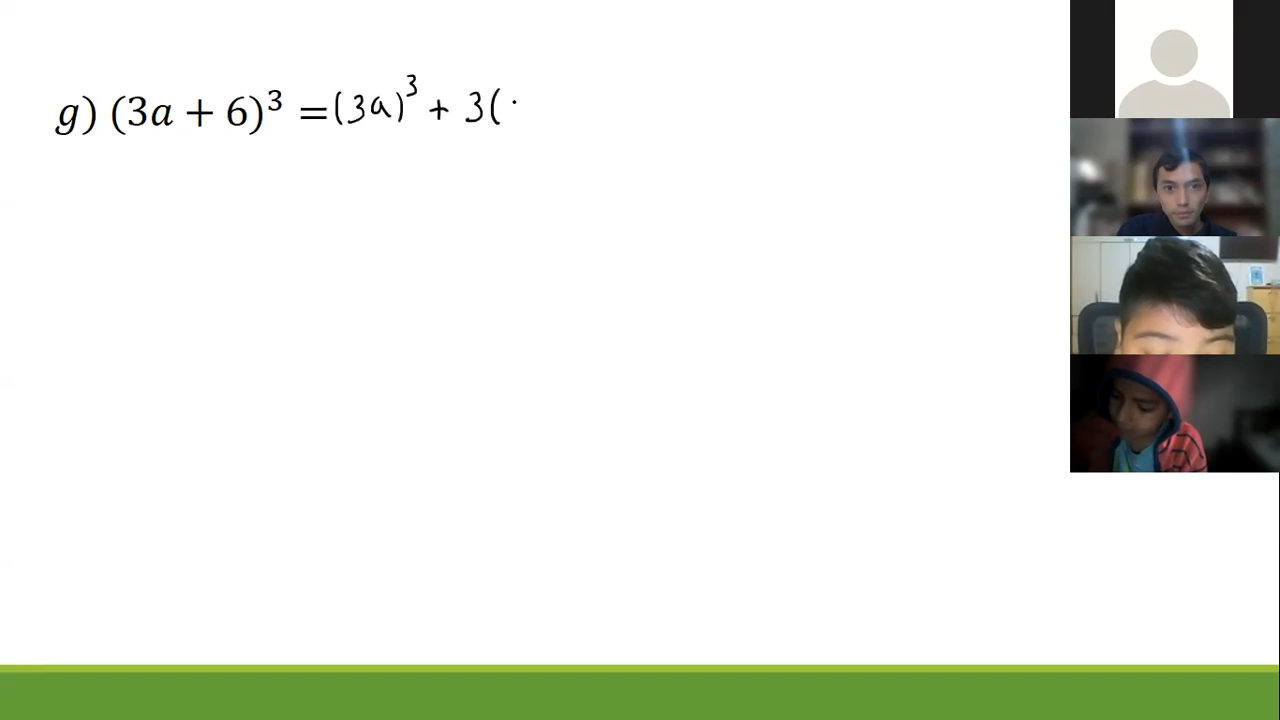 g) (3a + 6)³ = (3a)³ + 3(